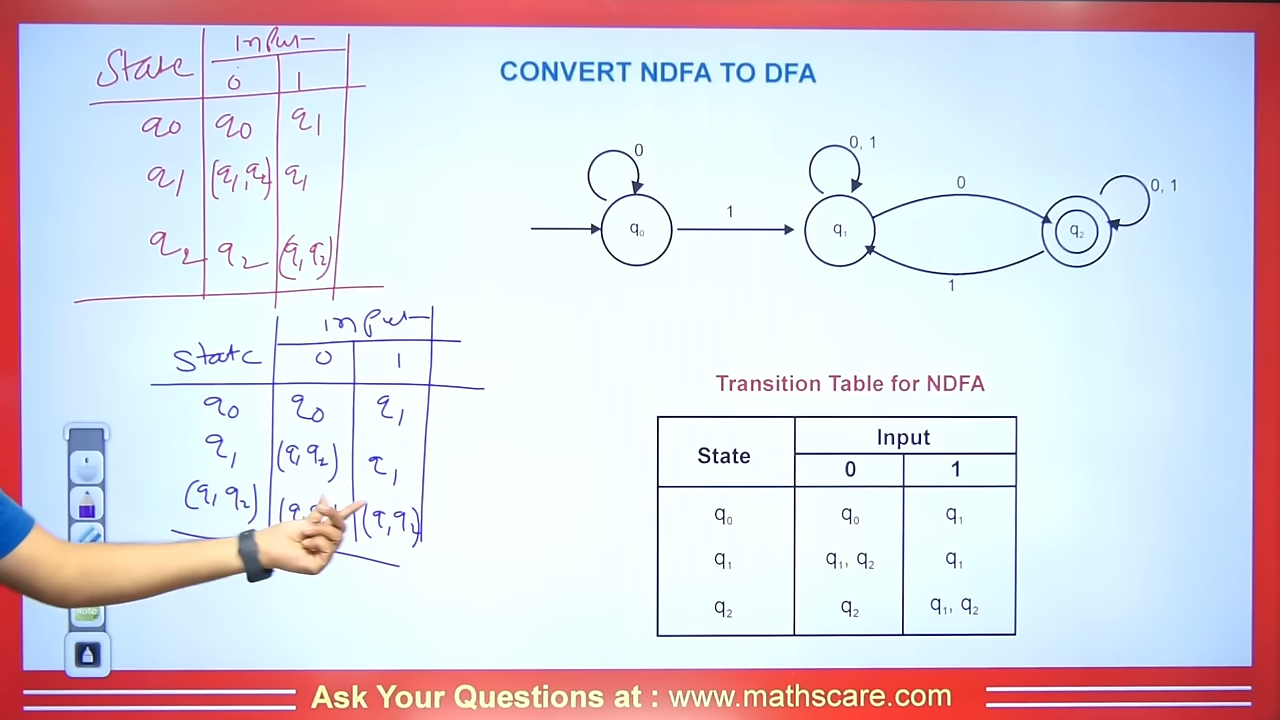 CONVERT NDFA TO DFA
State Input
0 1
q0 q0 q1
q1 (q1,q2) q1
q2 q2 (q1 q2)
State Input
0 1
q0 q0 q1
q1 (q1 q2) q1
(q1 q2) (q1 (q1,q2)
0
0, 1
0, 1
0
1
1
q₀
q₁
q₂
Transition Table for NDFA
State Input
0 1
q₀ q₀ q₁
q₁ q₁, q₂ q₁
q₂ q₂ q₁, q₂
Note
Ask Your Questions at : www.mathscare.com